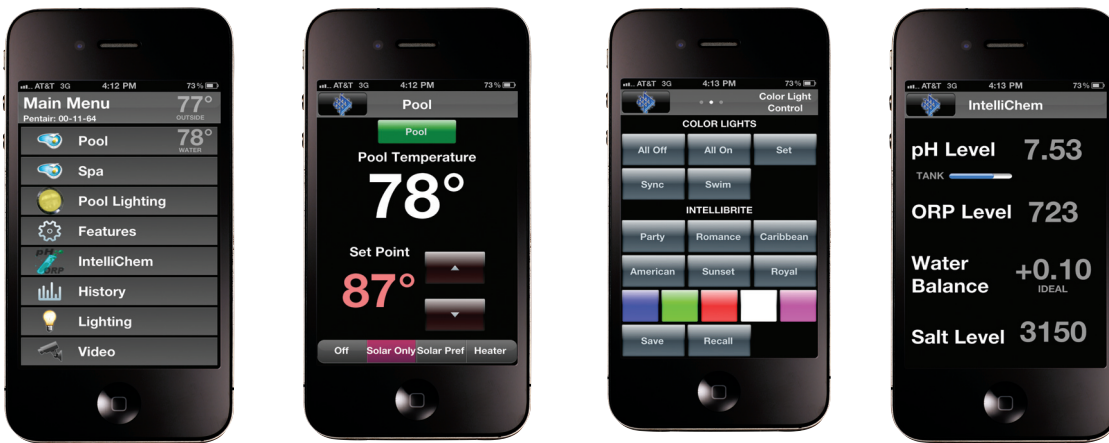 AT&T 3G 4:12 PM 73%
Main Menu 77°
Pentair: 00-11-64 OUTSIDE
Pool 78°
WATER
Spa
Pool Lighting
Features
pH
ORP
IntelliChem
History
Lighting
Video
AT&T 3G 4:12 PM 73%
Pool
Pool
Pool Temperature
78°
Set Point
87°
Off Solar Only Solar Pref Heater
AT&T 3G 4:13 PM 73%
Color Light
Control
COLOR LIGHTS
All Off All On Set
Sync Swim
INTELLIBRITE
Party Romance Caribbean
American Sunset Royal
Save Recall
AT&T 3G 4:13 PM 73%
IntelliChem
pH Level 7.53
TANK
ORP Level 723
Water
Balance +0.10
IDEAL
Salt Level 3150